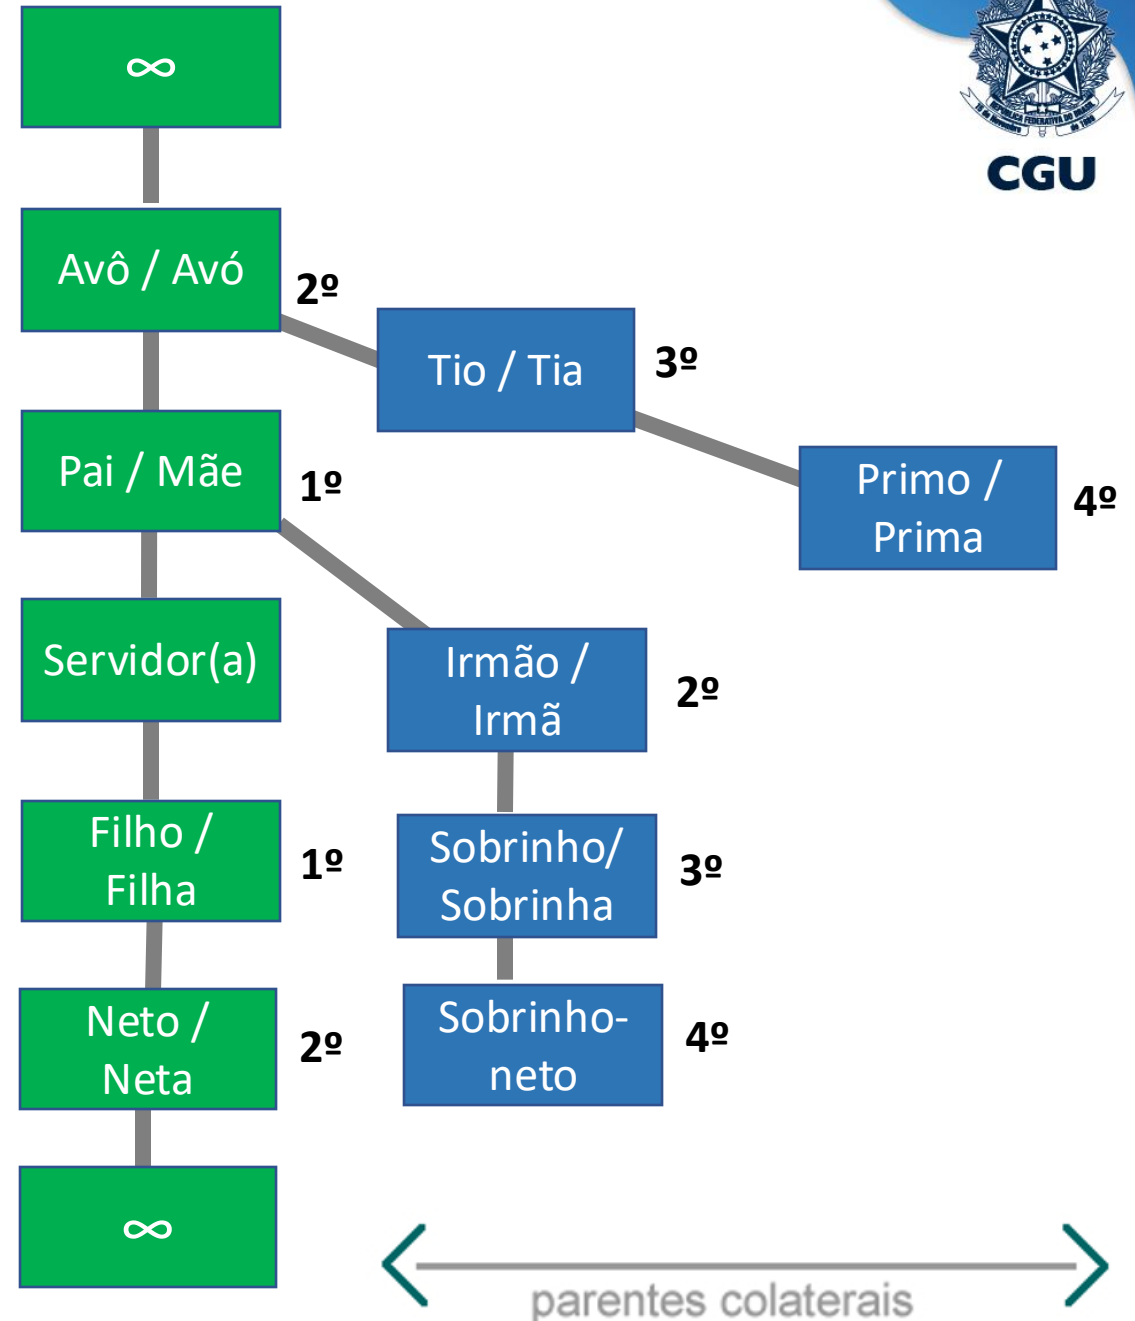 ∞
CGU
Avô / Avó
2º
Tio / Tia
3º
Pai / Mãe
1º
Primo /
Prima
4º
Servidor(a)
Irmão /
Irmã
2º
Filho /
Filha
1º
Sobrinho/
Sobrinha
3º
Neto /
Neta
2º
Sobrinho-
neto
4º
∞
parentes colaterais